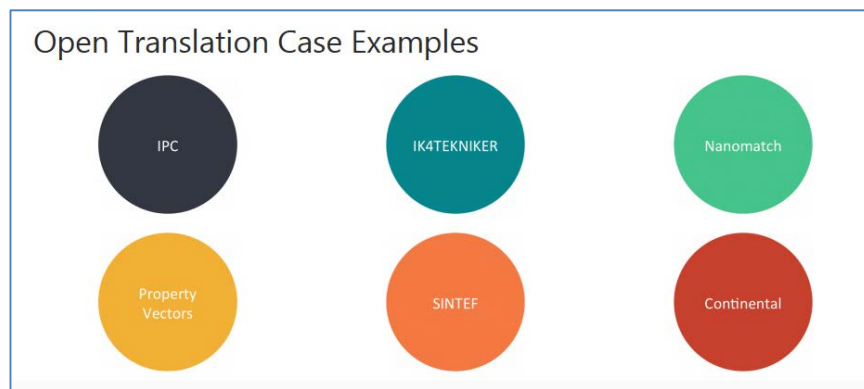 Open Translation Case Examples
IPC
IK4TEKNIKER
Nanomatch
Property
Vectors
SINTEF
Continental